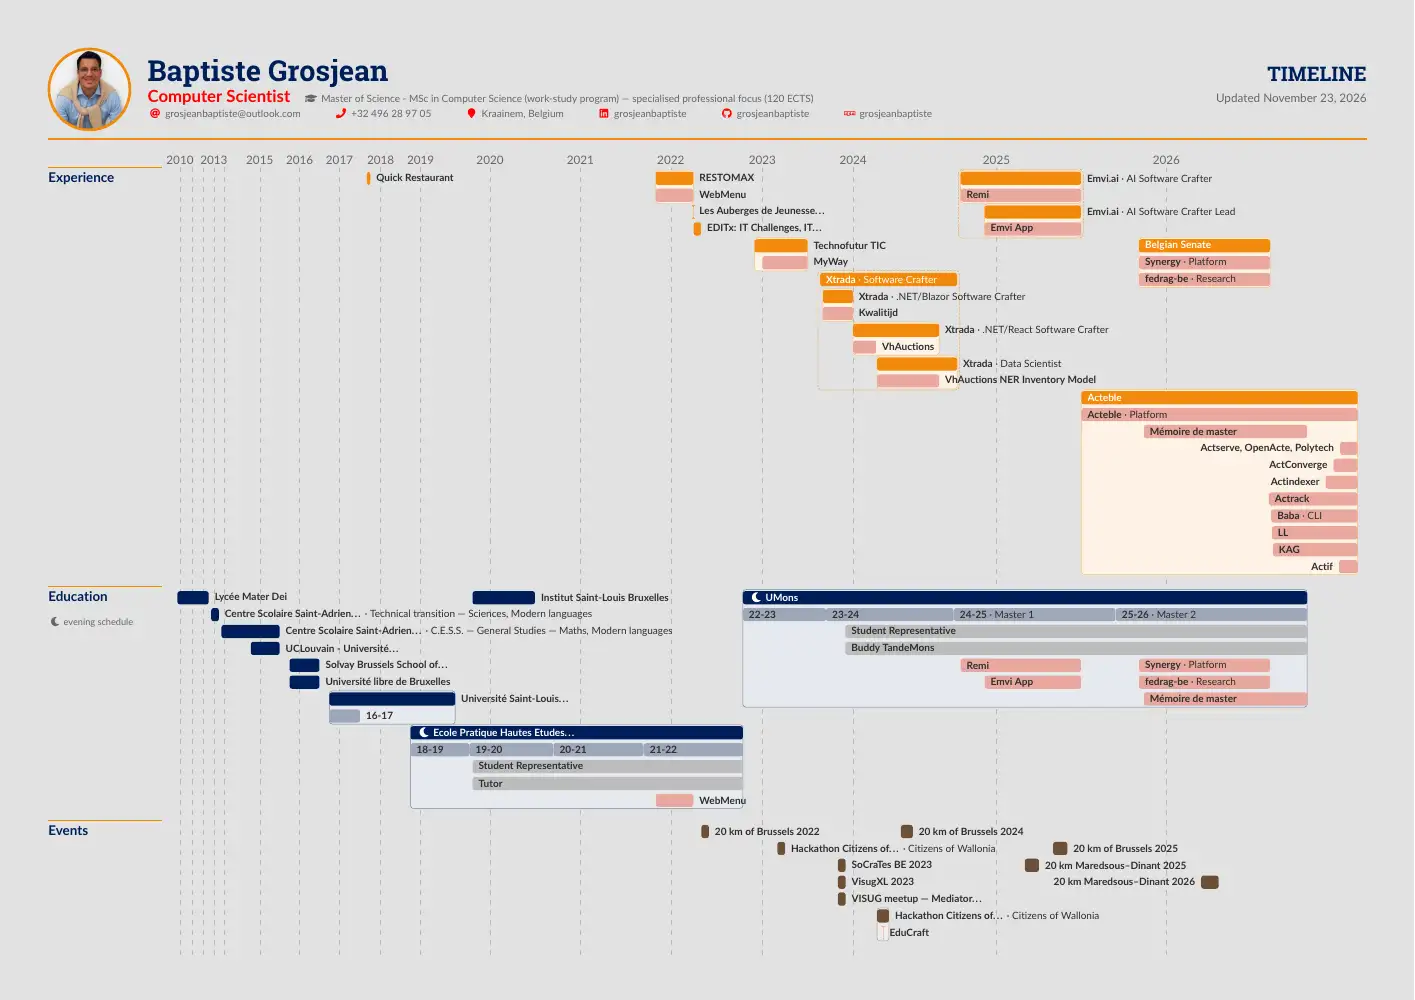 Baptiste Grosjean
TIMELINE
Computer Scientist Master of Science - MSc in Computer Science (work-study program) — specialised professional focus (120 ECTS)
Updated November 23, 2026
grosjeanbaptiste@outlook.com +32 496 28 97 05 Kraainem, Belgium grosjeanbaptiste grosjeanbaptiste grosjeanbaptiste
2010 2013 2015 2016 2017 2018 2019 2020 2021 2022 2023 2024 2025 2026
Experience
Quick Restaurant
RESTOMAX
Emvi.ai · AI Software Crafter
WebMenu
Remi
Les Auberges de Jeunesse…
Emvi.ai · AI Software Crafter Lead
EDITx: IT Challenges, IT…
Emvi App
Technofutur TIC
Belgian Senate
MyWay
Synergy · Platform
Xtrada · Software Crafter
fedrag-be · Research
Xtrada · .NET/Blazor Software Crafter
Kwalitijd
Xtrada · .NET/React Software Crafter
VhAuctions
Xtrada · Data Scientist
VhAuctions NER Inventory Model
Acteble
Acteble · Platform
Mémoire de master
Actserve, OpenActe, Polytech
ActConverge
Actindexer
Actrack
Baba · CLI
LL
KAG
Actif
Education
evening schedule
Lycée Mater Dei
Institut Saint-Louis Bruxelles
UMons
Centre Scolaire Saint-Adrien… · Technical transition — Sciences, Modern languages
22-23 23-24 24-25 · Master 1 25-26 · Master 2
Centre Scolaire Saint-Adrien… · C.E.S.S. — General Studies — Maths, Modern languages
Student Representative
UCLouvain - Université…
Buddy TandeMons
Solvay Brussels School of…
Remi
Synergy · Platform
Université libre de Bruxelles
Emvi App
fedrag-be · Research
Université Saint-Louis…
Mémoire de master
16-17
Ecole Pratique Hautes Etudes…
18-19 19-20 20-21 21-22
Student Representative
Tutor
WebMenu
Events
20 km of Brussels 2022
20 km of Brussels 2024
Hackathon Citizens of… · Citizens of Wallonia
20 km of Brussels 2025
SoCraTes BE 2023
20 km Maredsous–Dinant 2025
VisugXL 2023
20 km Maredsous–Dinant 2026
VISUG meetup — Mediator…
Hackathon Citizens of… · Citizens of Wallonia
EduCraft